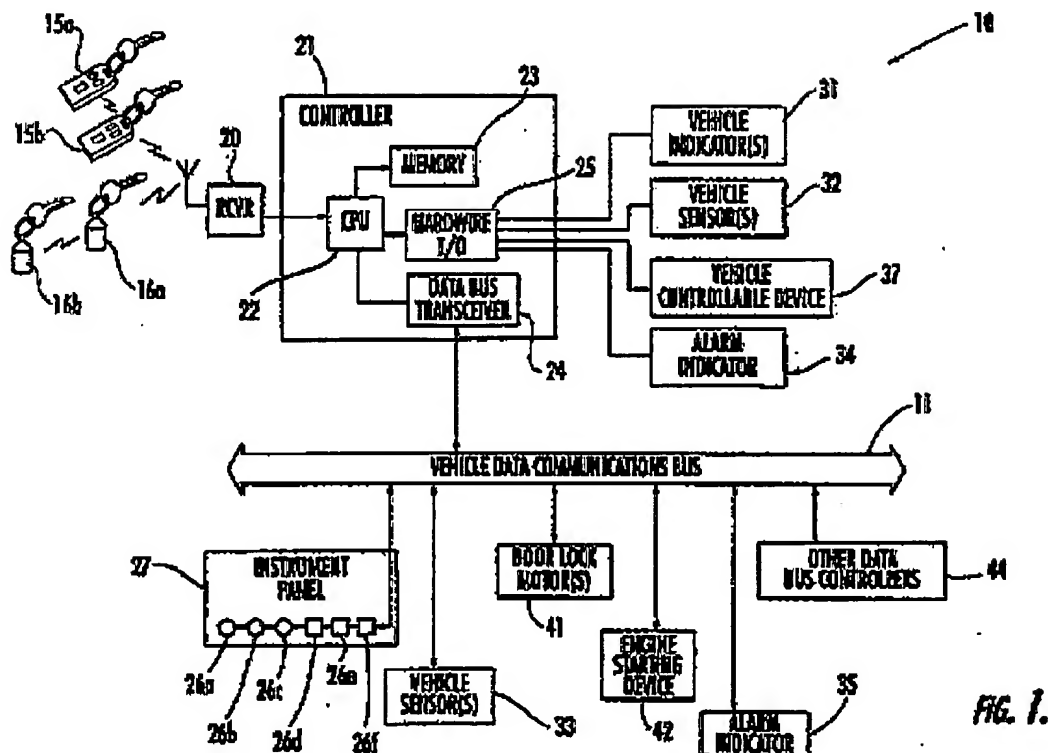 15a
15b
16b
16a
20
RCVR
21
CONTROLLER
23
MEMORY
CPU
22
25
HARDWIRE
I/O
DATA BUS
TRANSCEIVER
24
10
31
VEHICLE
INDICATOR(S)
32
VEHICLE
SENSOR(S)
VEHICLE
CONTROLLABLE DEVICE
37
ALARM
INDICATOR
34
11
VEHICLE DATA COMMUNICATIONS BUS
27
INSTRUMENT
PANEL
26a
26b
26c
26d
26e
26f
VEHICLE
SENSOR(S)
33
DOOR LOCK
MOTOR(S)
41
ENGINE
STARTING
DEVICE
42
ALARM
INDICATOR
35
OTHER DATA
BUS CONTROLLERS
44
FIG. 1.